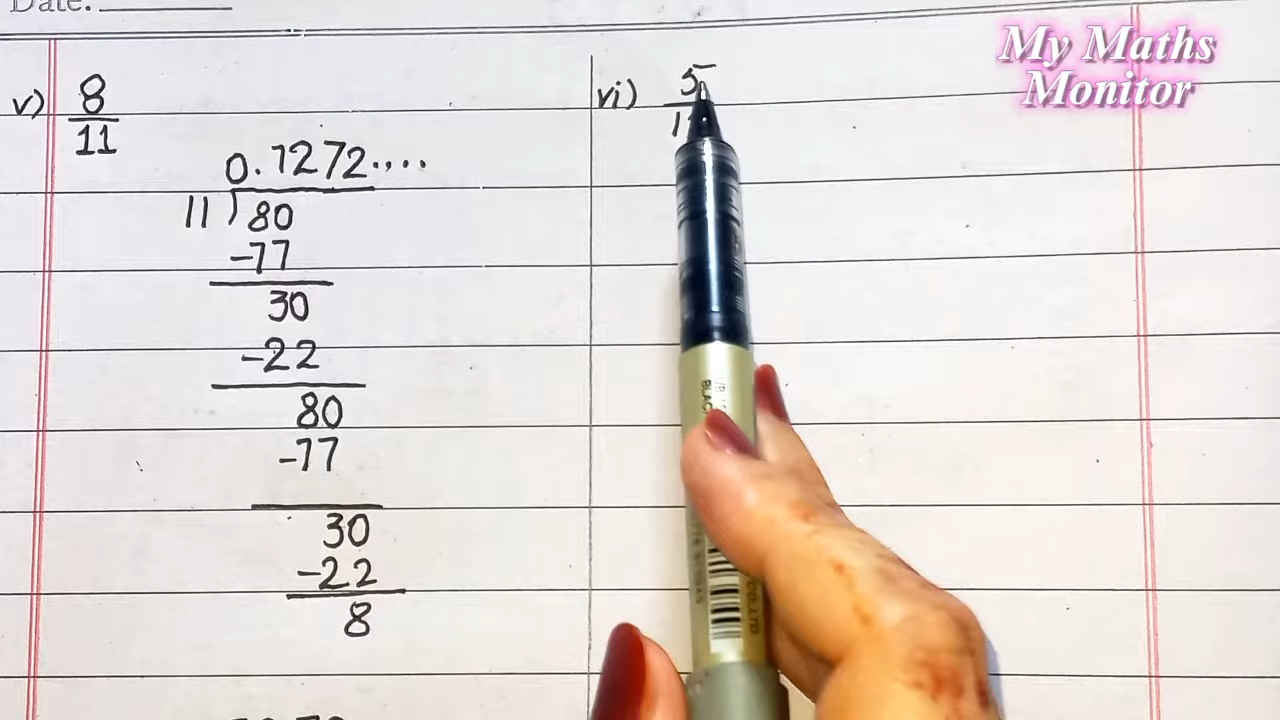 Date:
My Maths
Monitor
v) 8/11
0.7272....
11)80
-77
30
-22
80
-77
30
-22
8
vi) 5